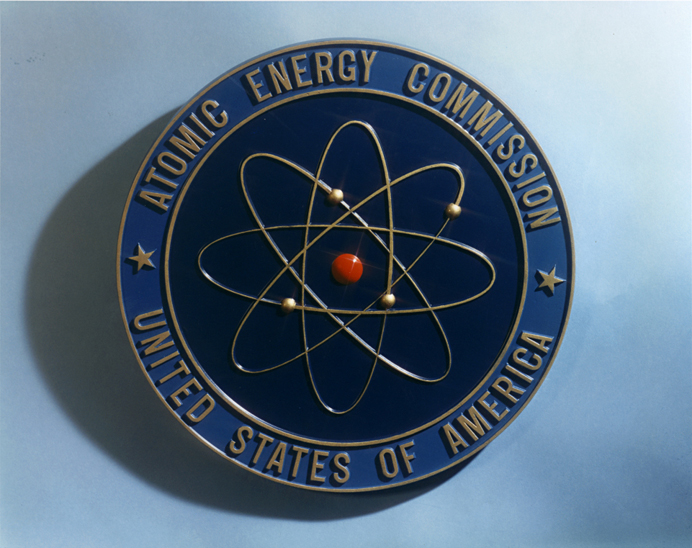 ATOMIC ENERGY COMMISSION
UNITED STATES OF AMERICA